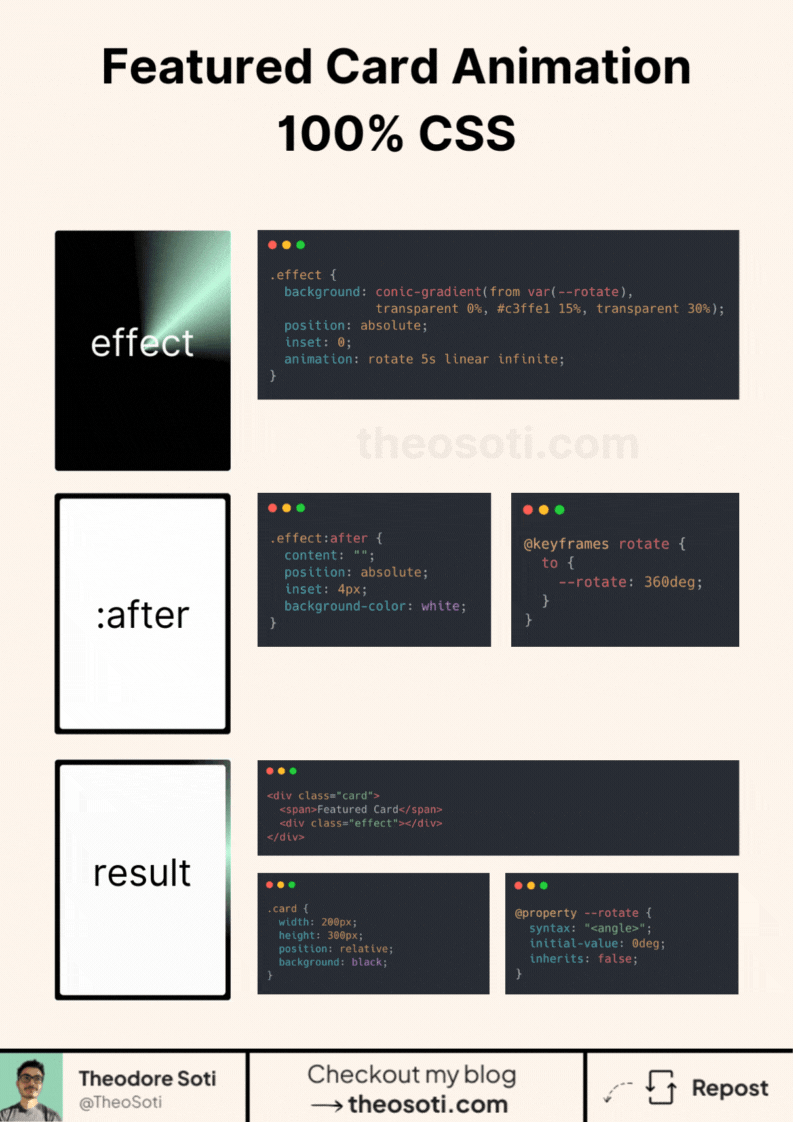 Featured Card Animation
100% CSS
effect
.effect {
  background: conic-gradient(from var(--rotate),
              transparent 0%, #c3ffe1 15%, transparent 30%);
  position: absolute;
  inset: 0;
  animation: rotate 5s linear infinite;
}
theosoti.com
:after
.effect:after {
  content: "";
  position: absolute;
  inset: 4px;
  background-color: white;
}
@keyframes rotate {
  to {
    --rotate: 360deg;
  }
}
result
<div class="card">
  <span>Featured Card</span>
  <div class="effect"></div>
</div>
.card {
  width: 200px;
  height: 300px;
  position: relative;
  background: black;
}
@property --rotate {
  syntax: "<angle>";
  initial-value: 0deg;
  inherits: false;
}
Theodore Soti
@TheoSoti
Checkout my blog
→ theosoti.com
Repost